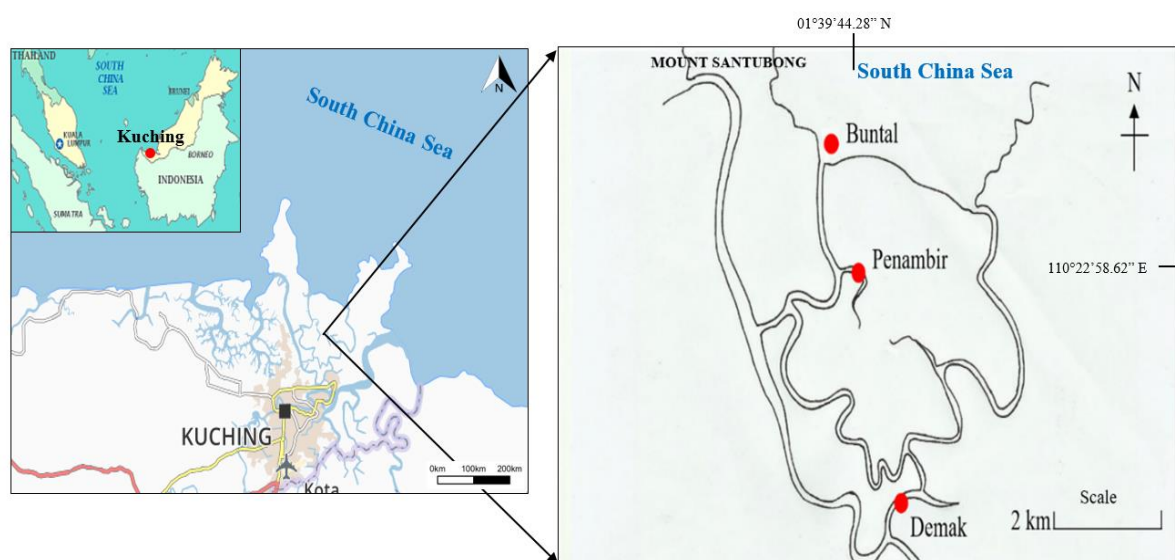 THAILAND
SOUTH
CHINA
SEA
BRUNEI
KUALA
LUMPUR
Kuching
BORNEO
INDONESIA
SUMATRA
N
South China Sea
KUCHING
Kota
0km 100km 200km
01°39'44.28” N
MOUNT SANTUBONG
South China Sea
N
Buntal
Penambir
110°22’58.62” E
Demak
Scale
2 km